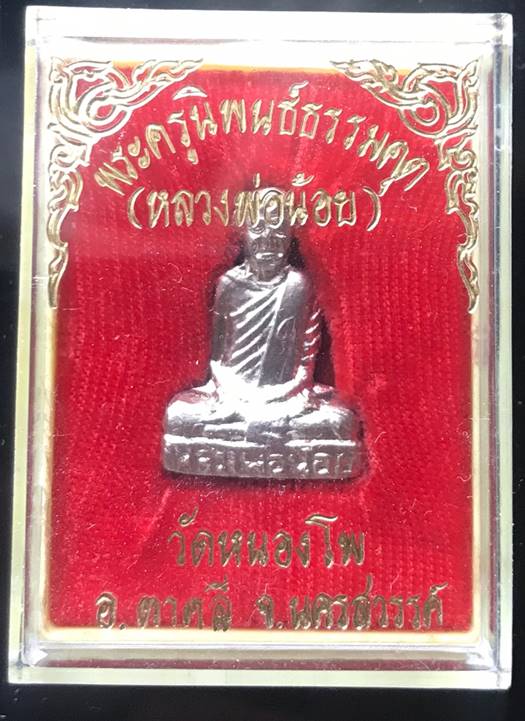 พระครูนิพนธ์ธรรมคุต
(หลวงพ่อน้อย)
หลวงพ่อน้อย
วัดหนองโพ
อ.ตาคลี จ.นครสวรรค์